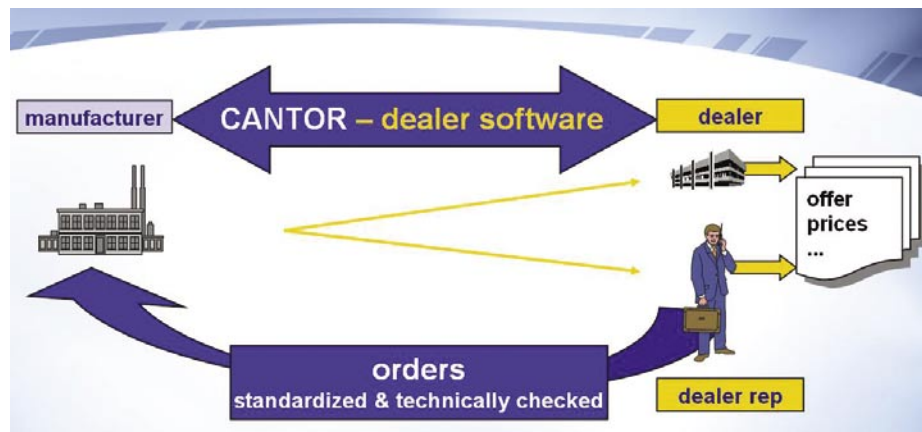 manufacturer
CANTOR – dealer software
dealer
offer
prices
...
orders
standardized & technically checked
dealer rep